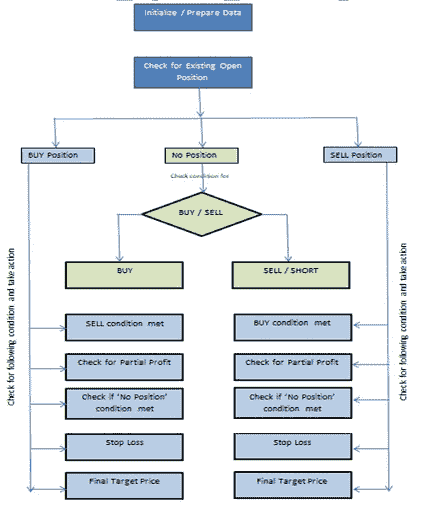 Initialize / Prepare Data
Check for Existing Open
Position
BUY Position
No Position
SELL Position
Check condition for
BUY / SELL
BUY
SELL / SHORT
Check for following condition and take action
SELL condition met
Check for Partial Profit
Check if 'No Position'
condition met
Stop Loss
Final Target Price
BUY condition met
Check for Partial Profit
Check if 'No Position'
condition met
Stop Loss
Final Target Price
Check for following condition and take action